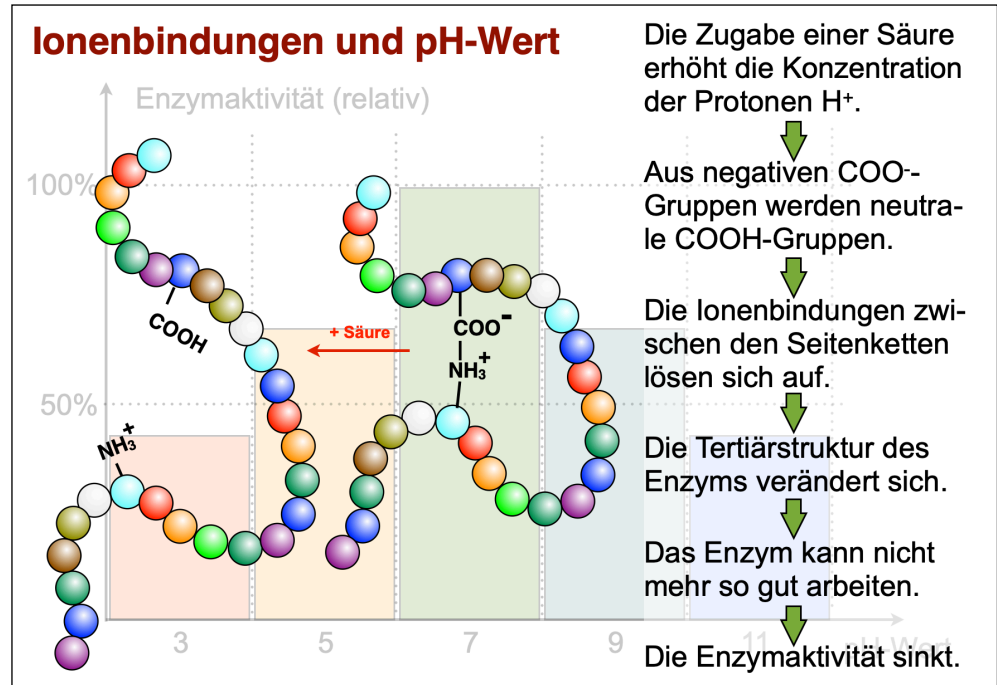 Ionenbindungen und pH-Wert
Enzymaktivität (relativ)
100%
50%
3
5
7
9
11
pH-Wert
COOH
NH₃⁺
+ Säure
COO⁻
NH₃⁺
Die Zugabe einer Säure
erhöht die Konzentration
der Protonen H⁺.
Aus negativen COO⁻-
Gruppen werden neutra-
le COOH-Gruppen.
Die Ionenbindungen zwi-
schen den Seitenketten
lösen sich auf.
Die Tertiärstruktur des
Enzyms verändert sich.
Das Enzym kann nicht
mehr so gut arbeiten.
Die Enzymaktivität sinkt.